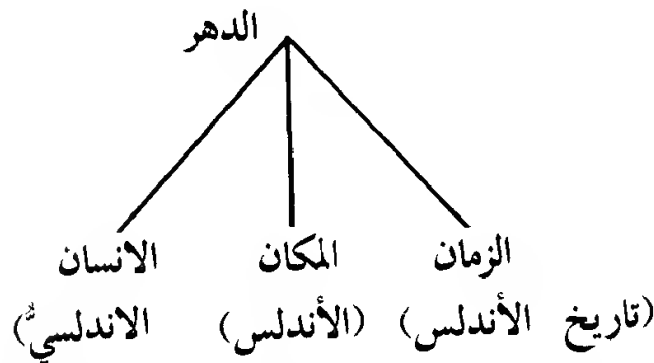 الدهر
الزمان المكان الانسان
(تاريخ الأندلس) (الأندلس) الاندلسيٌّ)